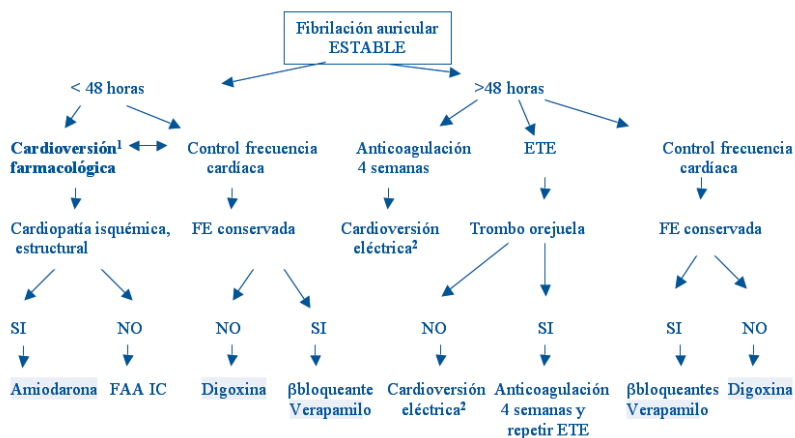 Fibrilación auricular
ESTABLE
< 48 horas
>48 horas
Cardioversión¹
farmacológica
Control frecuencia
cardíaca
Anticoagulación
4 semanas
ETE
Control frecuencia
cardíaca
Cardiopatía isquémica,
estructural
FE conservada
Cardioversión
eléctrica²
Trombo orejuela
FE conservada
SI
NO
NO
SI
NO
SI
SI
NO
Amiodarona
FAA IC
Digoxina
βbloqueante
Verapamilo
Cardioversión
eléctrica²
Anticoagulación
4 semanas y
repetir ETE
βbloqueantes
Verapamilo
Digoxina